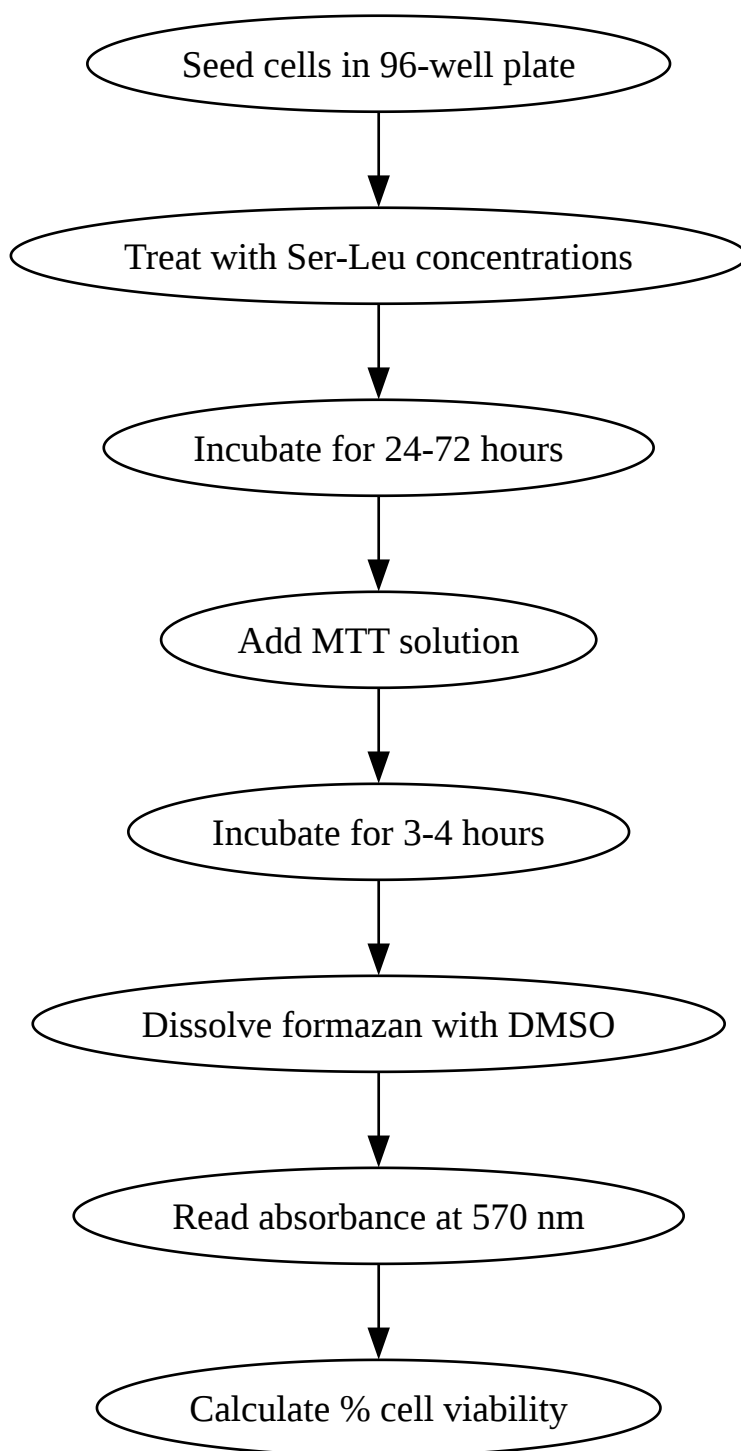 Seed cells in 96-well plate
Treat with Ser-Leu concentrations
Incubate for 24-72 hours
Add MTT solution
Incubate for 3-4 hours
Dissolve formazan with DMSO
Read absorbance at 570 nm
Calculate % cell viability